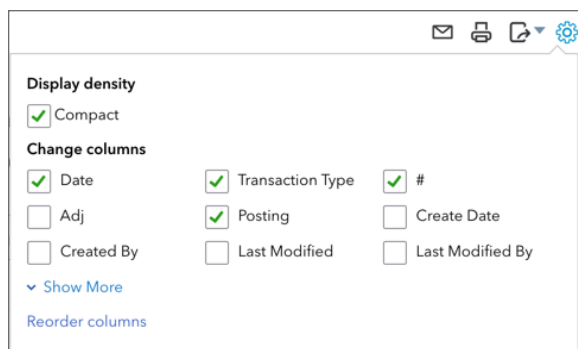 Display density
Compact
Change columns
Date Transaction Type #
Adj Posting Create Date
Created By Last Modified Last Modified By
Show More
Reorder columns